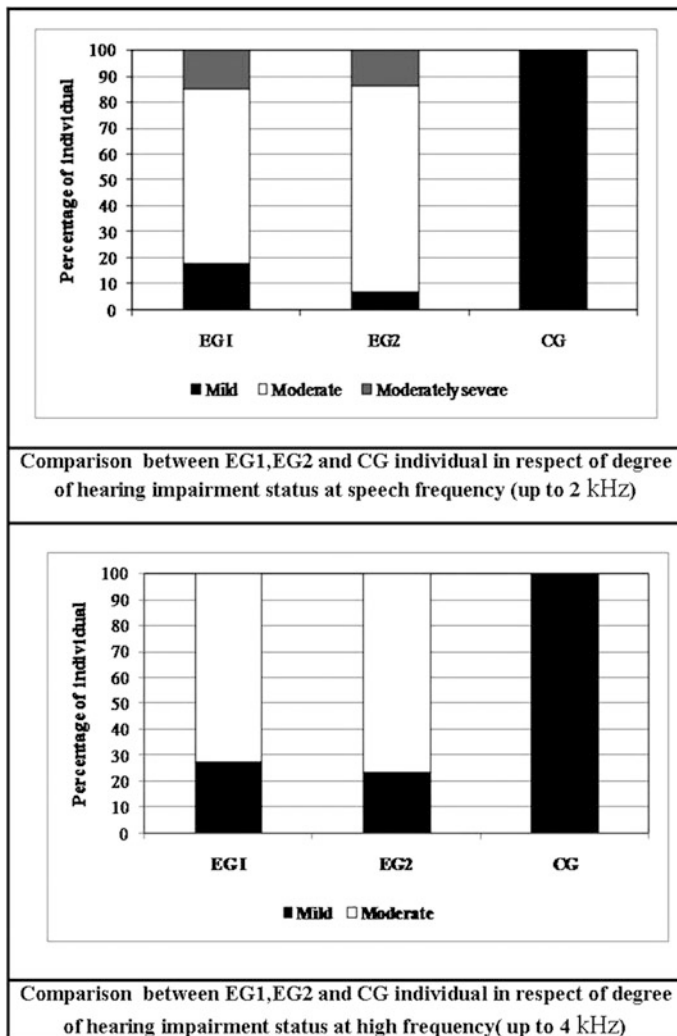 100
90
80
70
60
50
40
30
20
10
0
Percentage of individual
EG1 EG2 CG
Mild Moderate Moderately severe
Comparison between EG1,EG2 and CG individual in respect of degree
of hearing impairment status at speech frequency (up to 2 kHz)
100
90
80
70
60
50
40
30
20
10
0
Percentage of individual
EG1 EG2 CG
Mild Moderate
Comparison between EG1,EG2 and CG individual in respect of degree
of hearing impairment status at high frequency( up to 4 kHz)